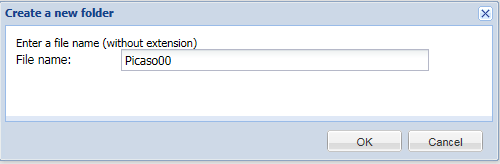 Create a new folder
Enter a file name (without extension)
File name: Picaso00
OK Cancel